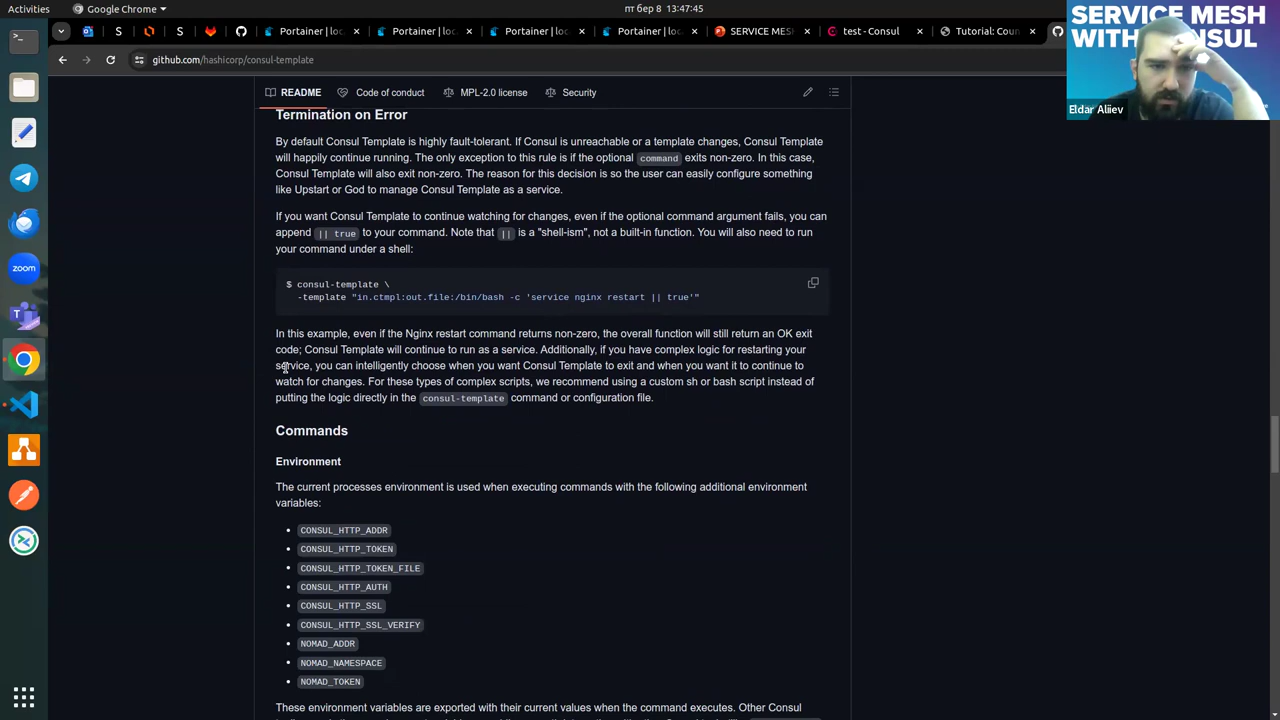 Activities
Google Chrome
пт бер 8 13:47:45
S
S
Portainer | loc
Portainer | loc
Portainer | loc
Portainer | loc
SERVICE MES
test - Consul
Tutorial: Coun
SERVICE MESH
WITH CONSUL
Eldar Aliiev
github.com/hashicorp/consul-template
README
Code of conduct
MPL-2.0 license
Security
Termination on Error
By default Consul Template is highly fault-tolerant. If Consul is unreachable or a template changes, Consul Template
will happily continue running. The only exception to this rule is if the optional command exits non-zero. In this case,
Consul Template will also exit non-zero. The reason for this decision is so the user can easily configure something
like Upstart or God to manage Consul Template as a service.
If you want Consul Template to continue watching for changes, even if the optional command argument fails, you can
append || true to your command. Note that || is a "shell-ism", not a built-in function. You will also need to run
your command under a shell:
$ consul-template \
-template "in.ctmpl:out.file:/bin/bash -c 'service nginx restart || true'"
In this example, even if the Nginx restart command returns non-zero, the overall function will still return an OK exit
code; Consul Template will continue to run as a service. Additionally, if you have complex logic for restarting your
service, you can intelligently choose when you want Consul Template to exit and when you want it to continue to
watch for changes. For these types of complex scripts, we recommend using a custom sh or bash script instead of
putting the logic directly in the consul-template command or configuration file.
Commands
Environment
The current processes environment is used when executing commands with the following additional environment
variables:
CONSUL_HTTP_ADDR
CONSUL_HTTP_TOKEN
CONSUL_HTTP_TOKEN_FILE
CONSUL_HTTP_AUTH
CONSUL_HTTP_SSL
CONSUL_HTTP_SSL_VERIFY
NOMAD_ADDR
NOMAD_NAMESPACE
NOMAD_TOKEN
These environment variables are exported with their current values when the command executes. Other Consul
zoom